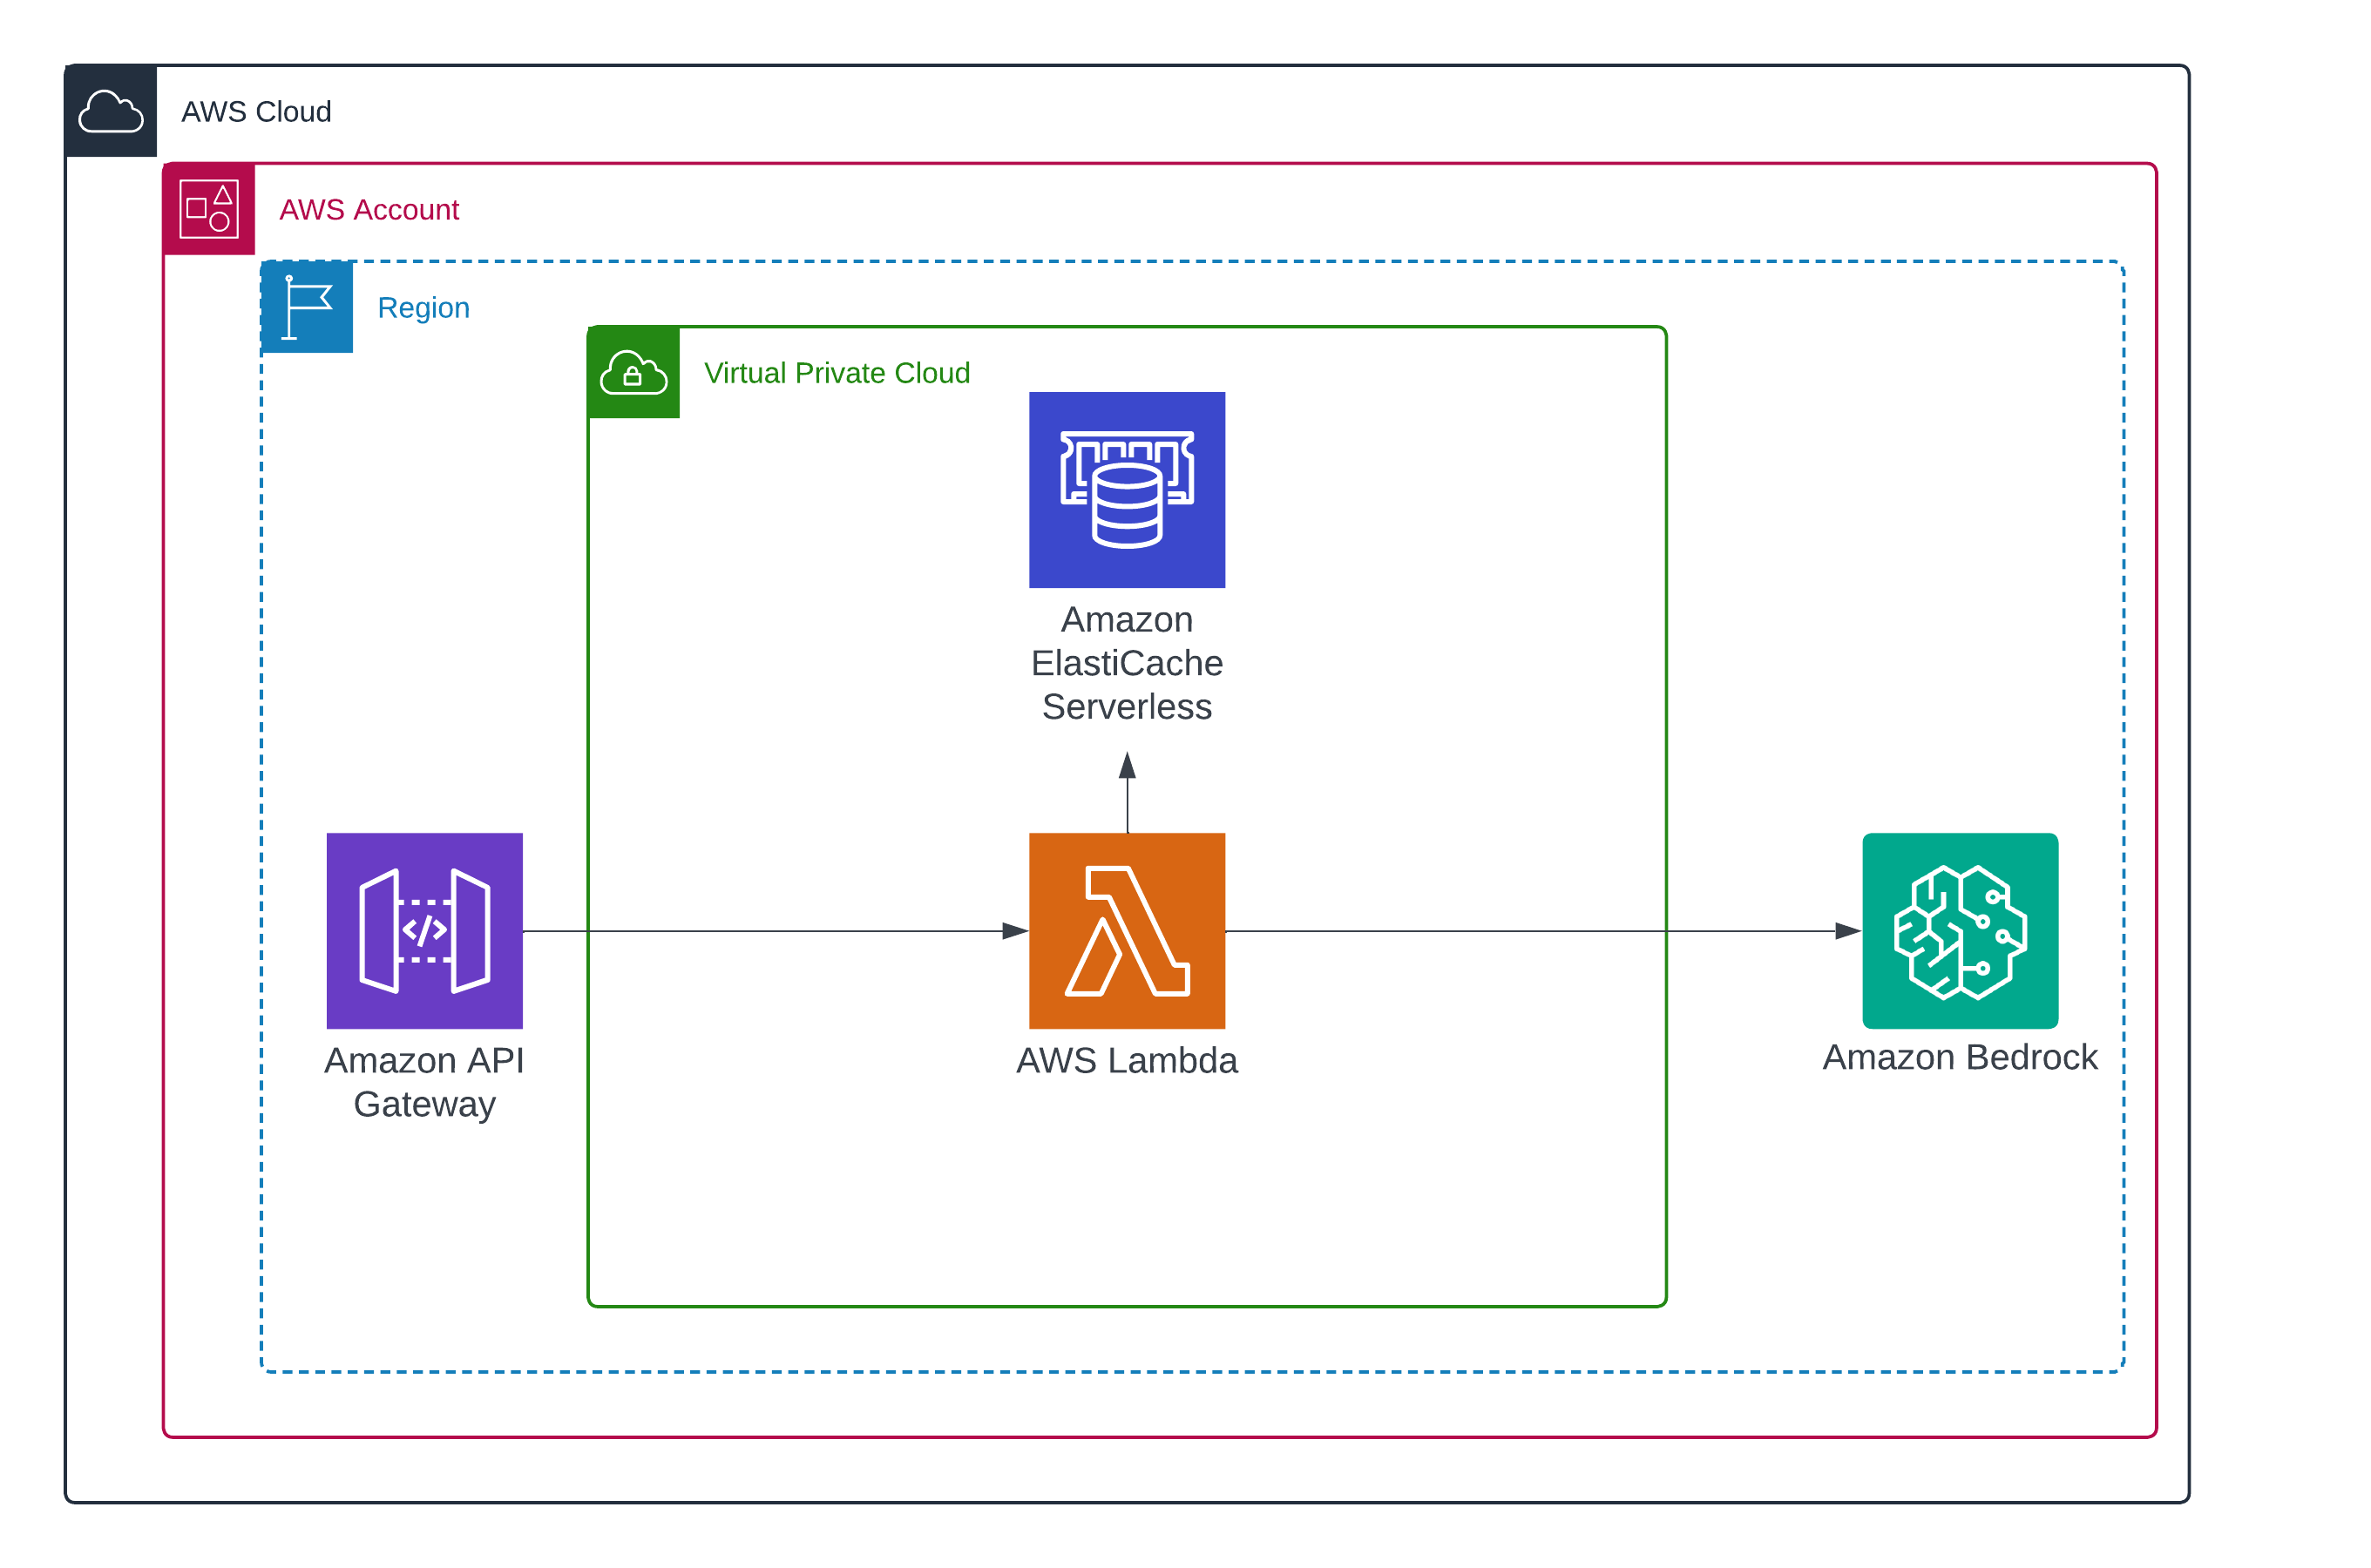 AWS Cloud
AWS Account
Region
Virtual Private Cloud
Amazon
ElastiCache
Serverless
Amazon API
Gateway
AWS Lambda
Amazon Bedrock